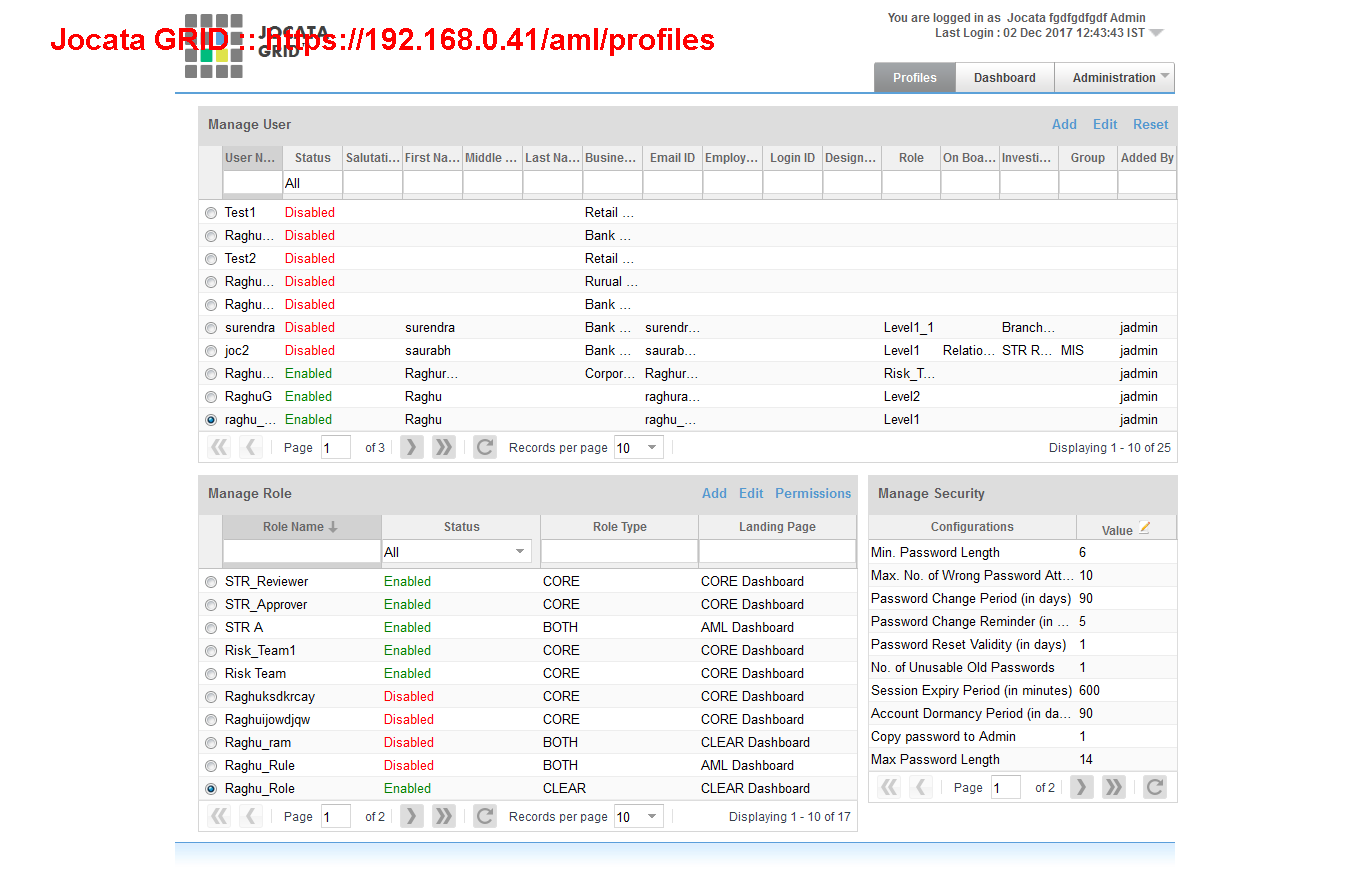 You are logged in as Jocata fgdfgdfgdf Admin
Last Login : 02 Dec 2017 12:43:43 IST
JOCATA
GRID
Jocata GRID :: https://192.168.0.41/aml/profiles
Profiles Dashboard Administration
Manage User Add Edit Reset
User N... Status Salutati... First Na... Middle ... Last Na... Busine... Email ID Employ... Login ID Design... Role On Boa... Investi... Group Added By
All
Test1 Disabled Retail ...
Raghu... Disabled Bank ...
Test2 Disabled Retail ...
Raghu... Disabled Rurual ...
Raghu... Disabled Bank ...
surendra Disabled surendra Bank ... surendr... Level1_1 Branch... jadmin
joc2 Disabled saurabh Bank ... saurab... Level1 Relatio... STR R... MIS jadmin
Raghu... Enabled Raghur... Corpor... Raghur... Risk_T... jadmin
RaghuG Enabled Raghu raghura... Level2 jadmin
raghu_... Enabled Raghu raghu_... Level1 jadmin
Page 1 of 3 Records per page 10 Displaying 1 - 10 of 25
Manage Role Add Edit Permissions
Role Name Status Role Type Landing Page
All
STR_Reviewer Enabled CORE CORE Dashboard
STR_Approver Enabled CORE CORE Dashboard
STR A Enabled BOTH AML Dashboard
Risk_Team1 Enabled CORE CORE Dashboard
Risk Team Enabled CORE CORE Dashboard
Raghuksdkrcay Disabled CORE CORE Dashboard
Raghuijowdjqw Disabled CORE CORE Dashboard
Raghu_ram Disabled BOTH CLEAR Dashboard
Raghu_Rule Disabled BOTH AML Dashboard
Raghu_Role Enabled CLEAR CLEAR Dashboard
Page 1 of 2 Records per page 10 Displaying 1 - 10 of 17
Manage Security
Configurations Value
Min. Password Length 6
Max. No. of Wrong Password Att... 10
Password Change Period (in days) 90
Password Change Reminder (in ... 5
Password Reset Validity (in days) 1
No. of Unusable Old Passwords 1
Session Expiry Period (in minutes) 600
Account Dormancy Period (in da... 90
Copy password to Admin 1
Max Password Length 14
Page 1 of 2